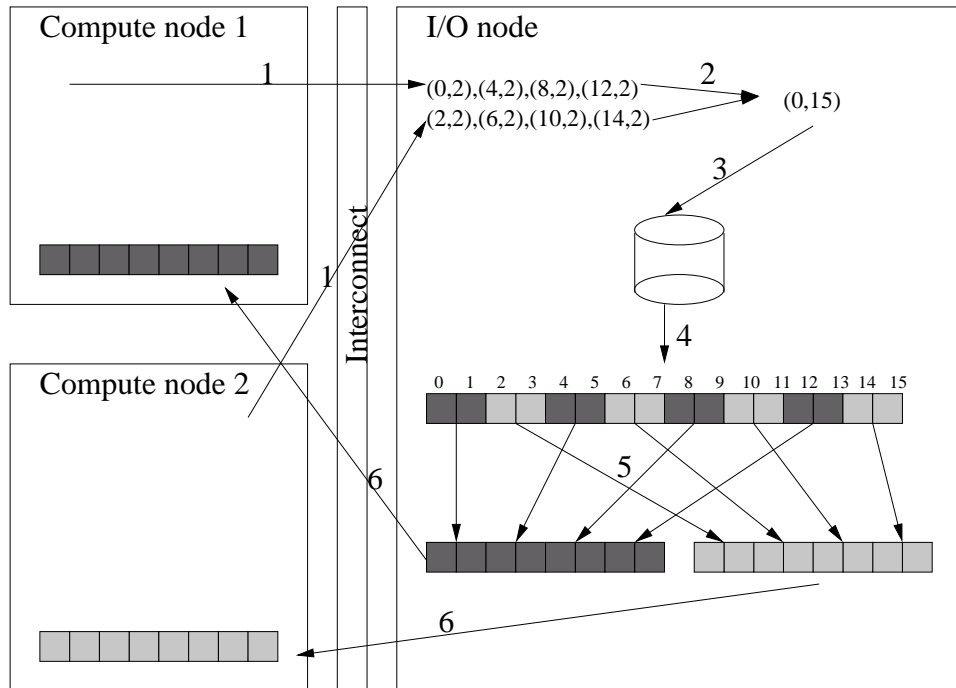 Compute node 1
I/O node
1
2
(0,2),(4,2),(8,2),(12,2)
(0,15)
(2,2),(6,2),(10,2),(14,2)
3
Interconnect
1
4
Compute node 2
0 1 2 3 4 5 6 7 8 9 10 11 12 13 14 15
5
6
6